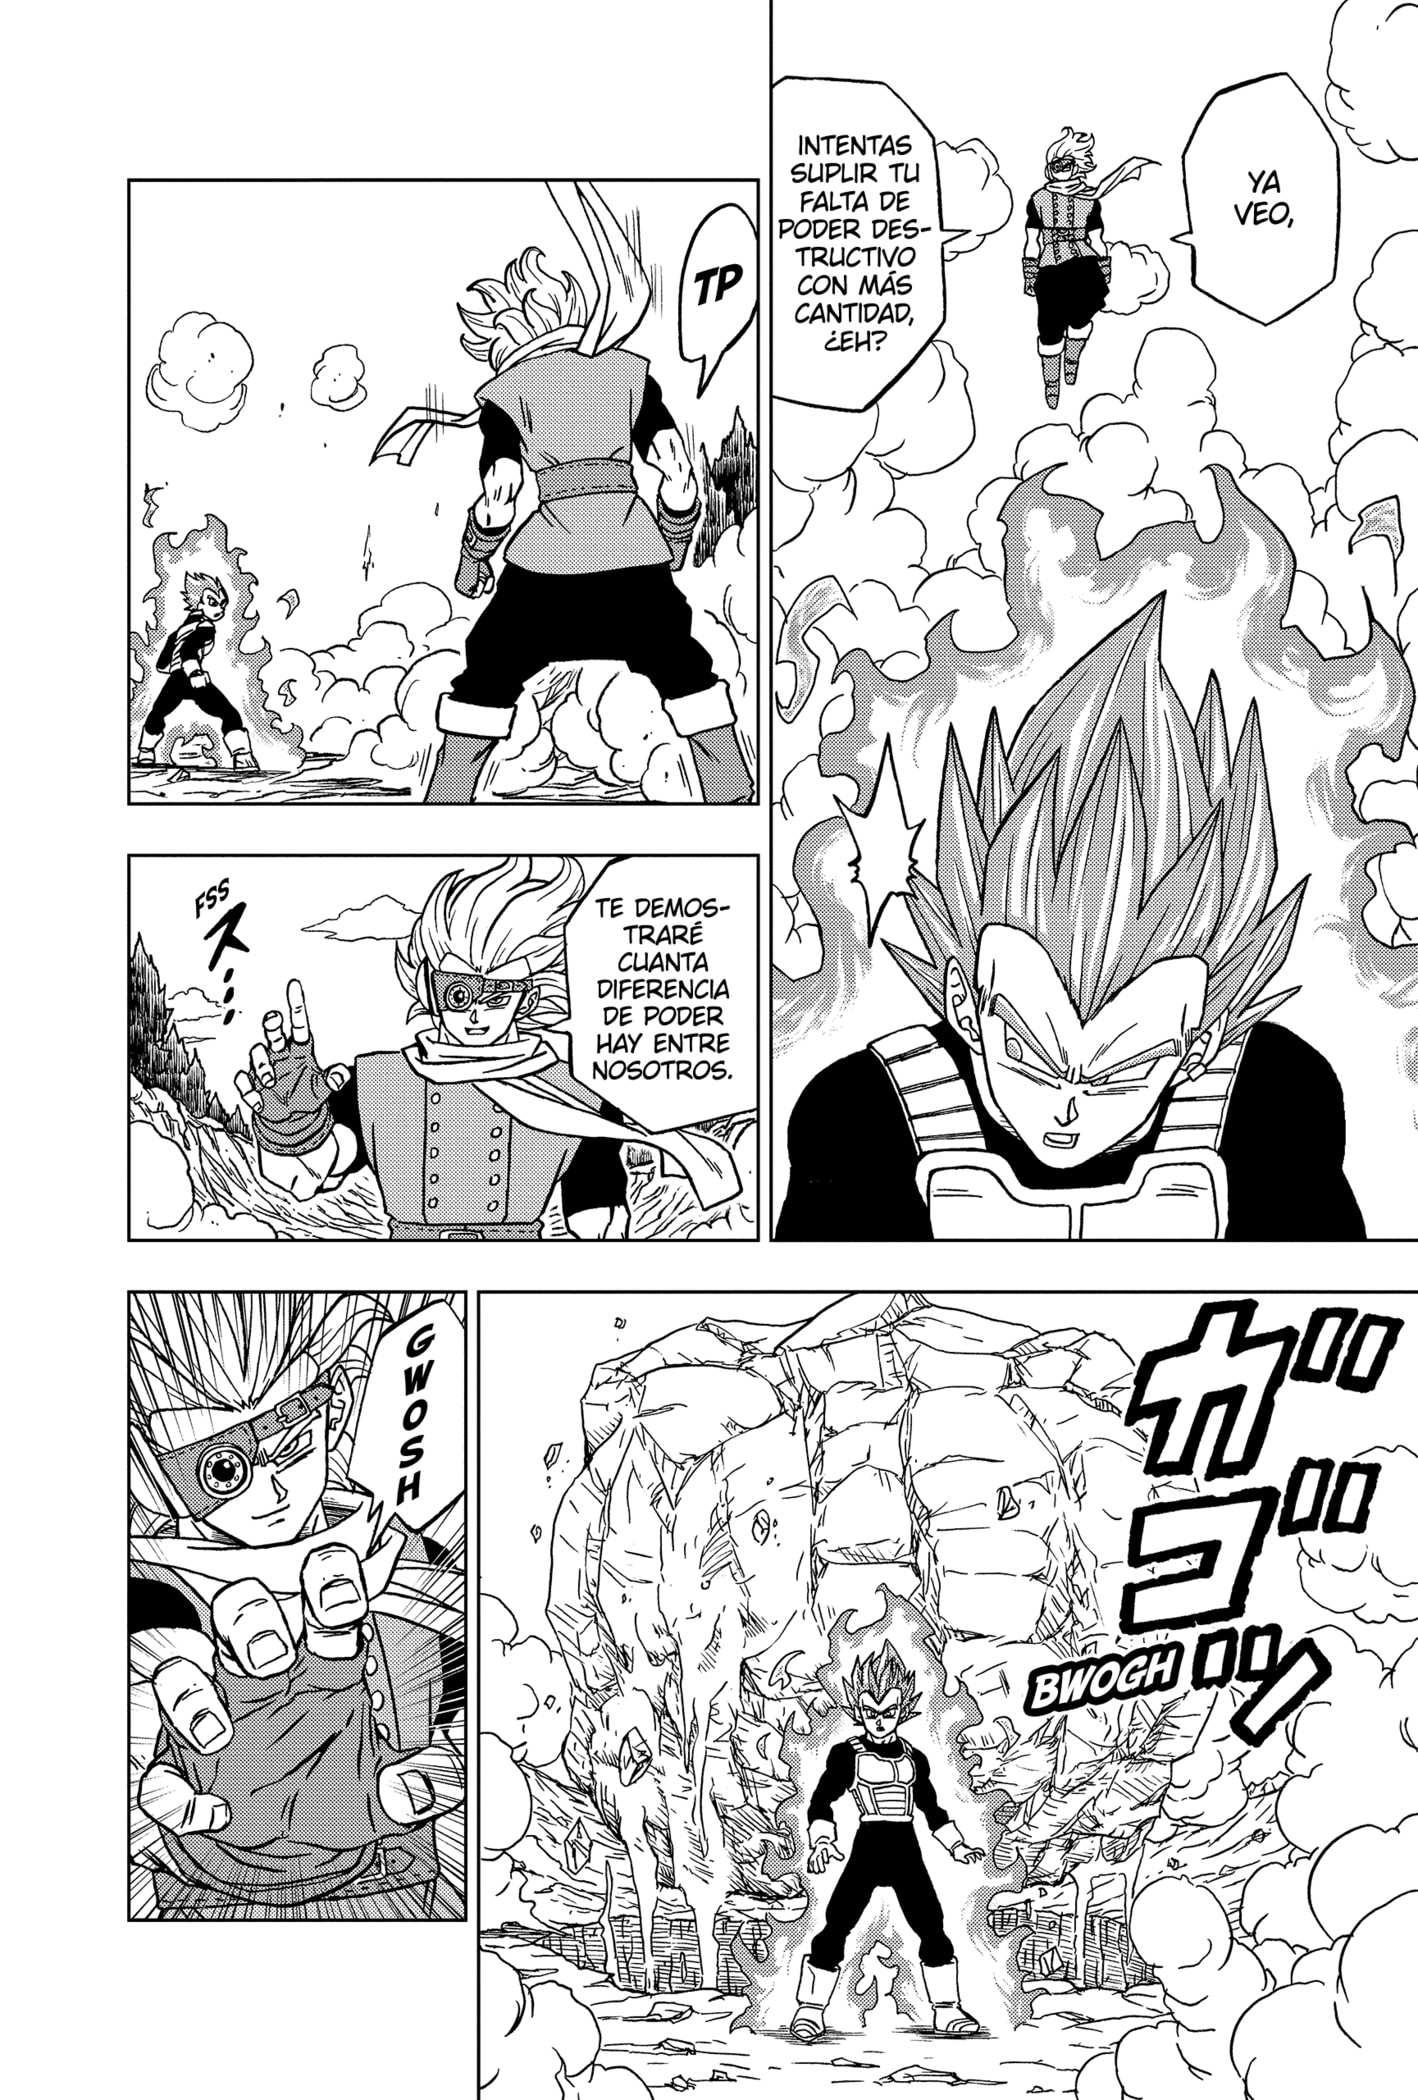 YA
VEO,
INTENTAS
SUPLIR TU
FALTA DE
PODER DES-
TRUCTIVO
CON MÁS
CANTIDAD,
¿EH?
TP
TE DEMOS-
TRARÉ
CUANTA
DIFERENCIA
DE PODER
HAY ENTRE
NOSOTROS.
FSS
ス…
ガゴッ
BWOGH
GWOSH